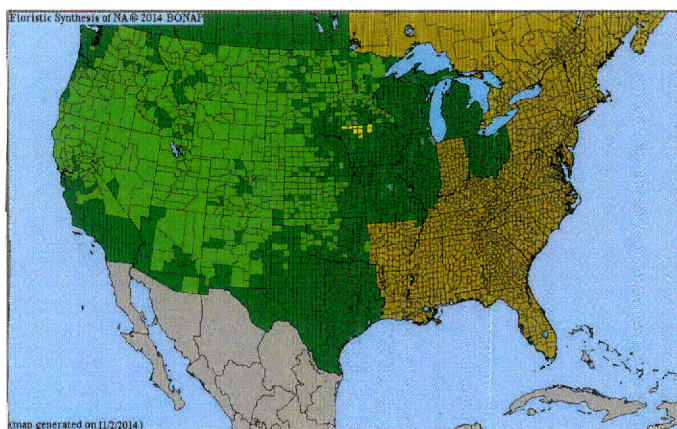 Floristic Synthesis of NA © 2014 BONAP
(map generated on 11/2/2014)